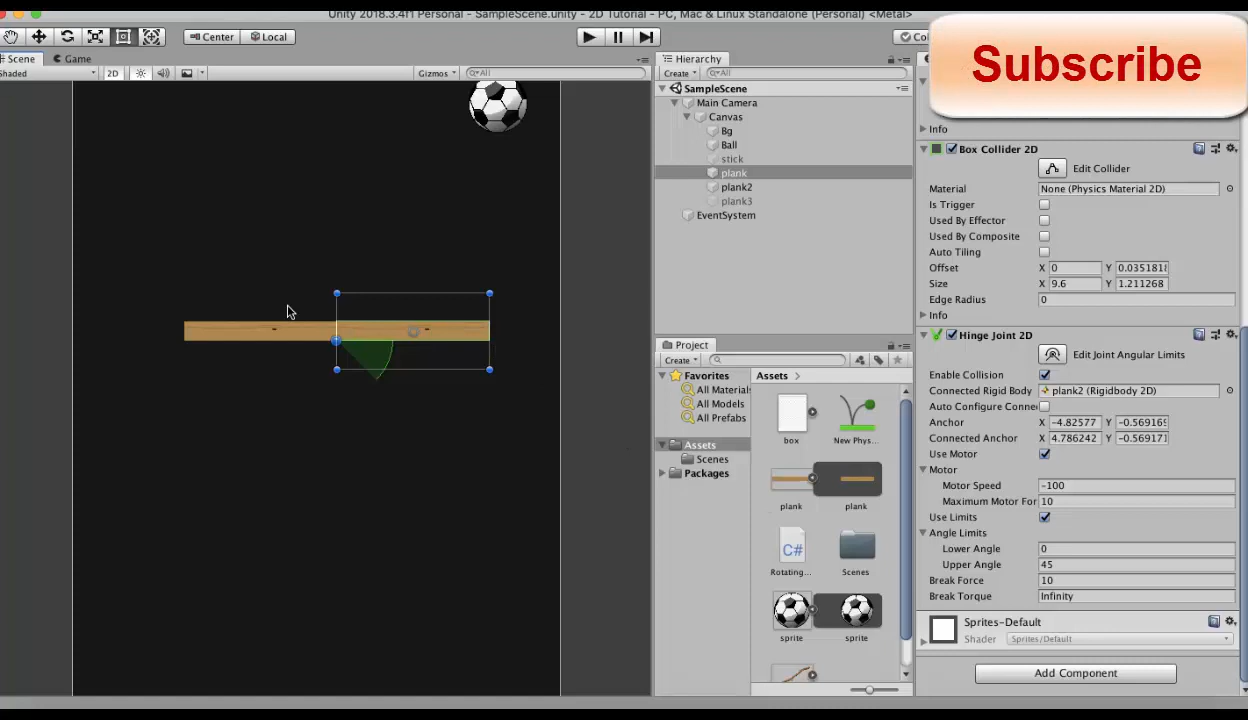 Unity 2018.3.4f1 Personal - SampleScene.unity - 2D Tutorial - PC, Mac & Linux Standalone (Personal) <Metal>
Center Local
Subscribe
Scene Game
Shaded 2D Gizmos All
Hierarchy
Create All
SampleScene
Main Camera
Canvas
Bg
Ball
stick
plank
plank2
plank3
EventSystem
Info
Box Collider 2D
Edit Collider
Material None (Physics Material 2D)
Is Trigger
Used By Effector
Used By Composite
Auto Tiling
Offset X 0 Y 0.035181
Size X 9.6 Y 1.211268
Edge Radius 0
Info
Hinge Joint 2D
Edit Joint Angular Limits
Enable Collision
Connected Rigid Body plank2 (Rigidbody 2D)
Auto Configure Conne
Anchor X -4.82577 Y -0.569169
Connected Anchor X 4.786242 Y -0.569171
Use Motor
Motor
Motor Speed -100
Maximum Motor For 10
Use Limits
Angle Limits
Lower Angle 0
Upper Angle 45
Break Force 10
Break Torque Infinity
Sprites-Default
Shader Sprites/Default
Add Component
Project
Create
Favorites
All Materials
All Models
All Prefabs
Assets
Scenes
Packages
Assets
box New Phys...
plank plank
C#
Rotating... Scenes
sprite sprite